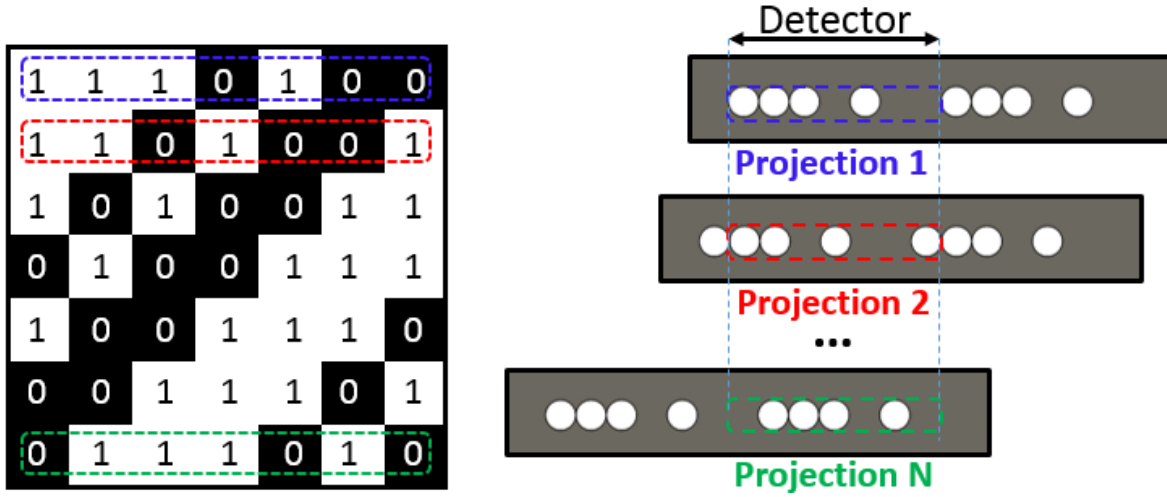 1 1 1 0 1 0 0
1 1 0 1 0 0 1
1 0 1 0 0 1 1
0 1 0 0 1 1 1
1 0 0 1 1 1 0
0 0 1 1 1 0 1
0 1 1 1 0 1 0
Detector
Projection 1
Projection 2
...
Projection N